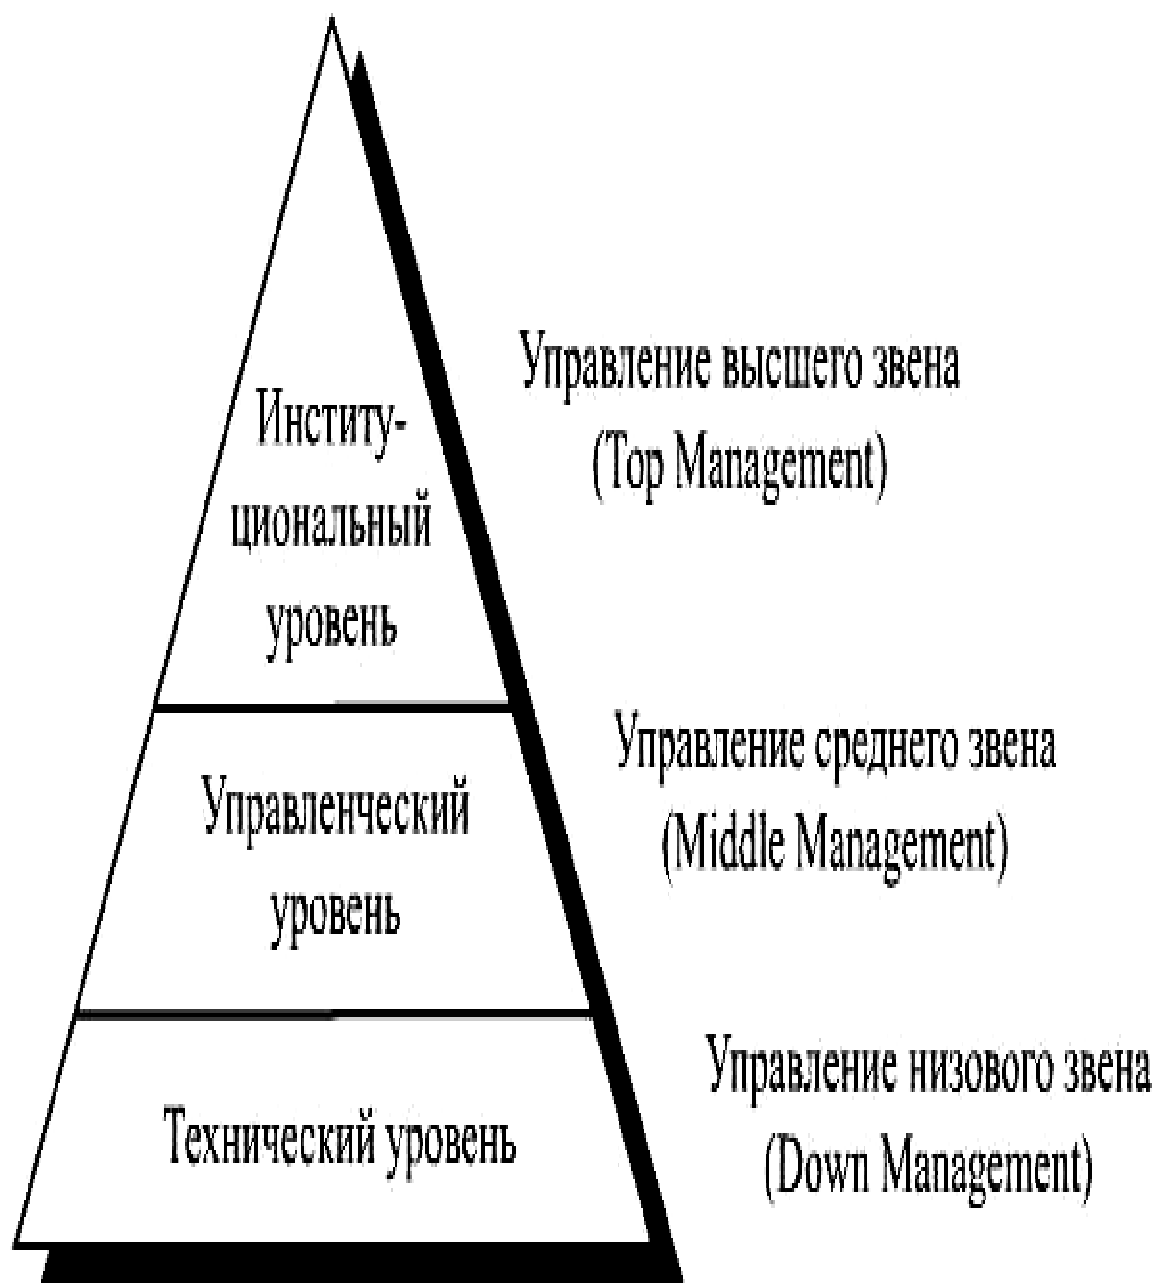 Управление высшего звена
(Top Management)
Институ-
циональный
уровень
Управление среднего звена
(Middle Management)
Управленческий
уровень
Управление низового звена
(Down Management)
Технический уровень